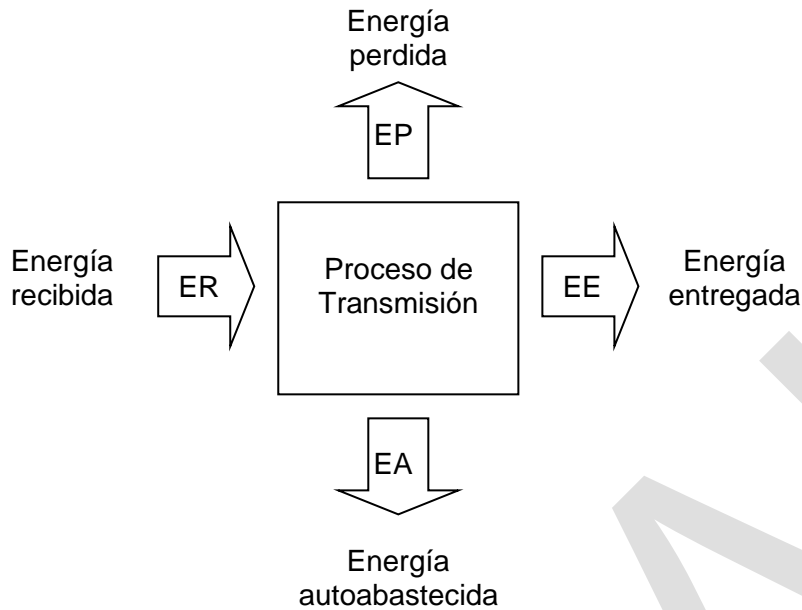 Energía
perdida
EP
Energía
recibida
ER
Proceso de
Transmisión
EE
Energía
entregada
EA
Energía
autoabastecida